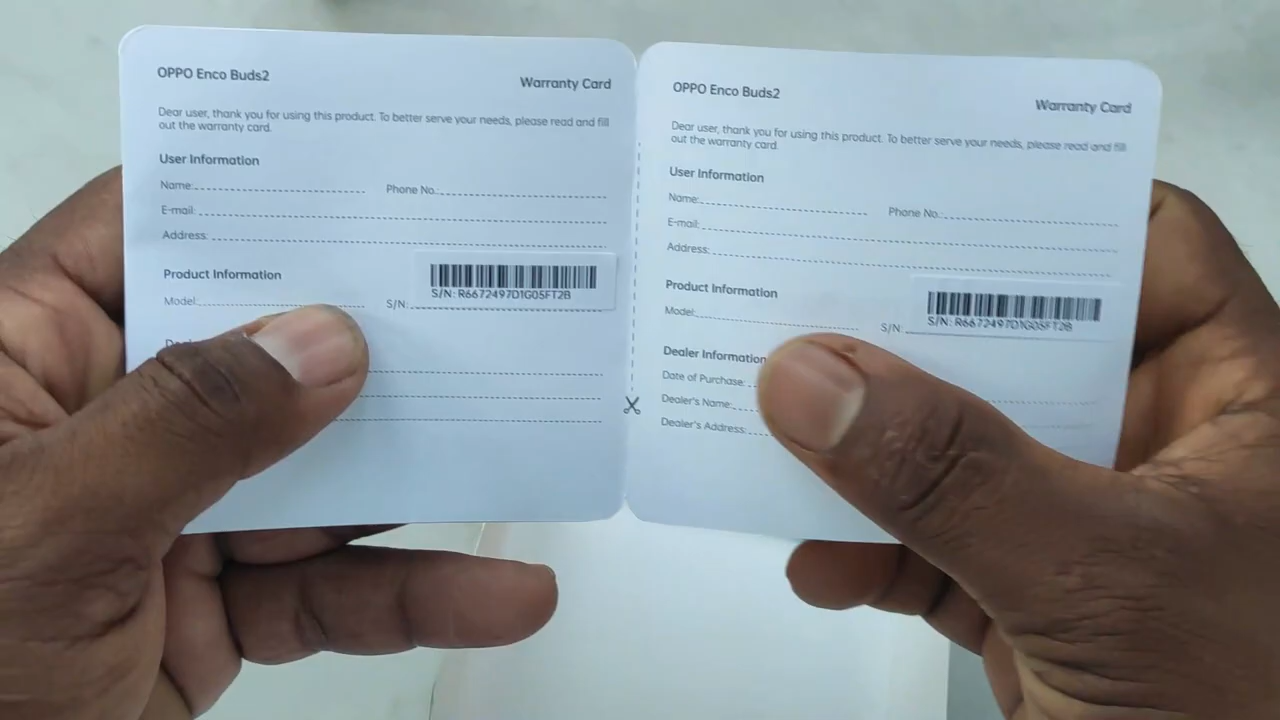 OPPO Enco Buds2
Warranty Card
Dear user, thank you for using this product. To better serve your needs, please read and fill
out the warranty card.
User Information
Name:
Phone No.:
E-mail:
Address:
Product Information
Model:
S/N:
S/N: R6672497D1G05FT2B
OPPO Enco Buds2
Warranty Card
Dear user, thank you for using this product. To better serve your needs, please read and fill
out the warranty card.
User Information
Name:
Phone No.:
E-mail:
Address:
Product Information
Model:
S/N:
S/N: R6672497D1G05FT2B
Dealer Information
Date of Purchase:
Dealer's Name:
Dealer's Address: